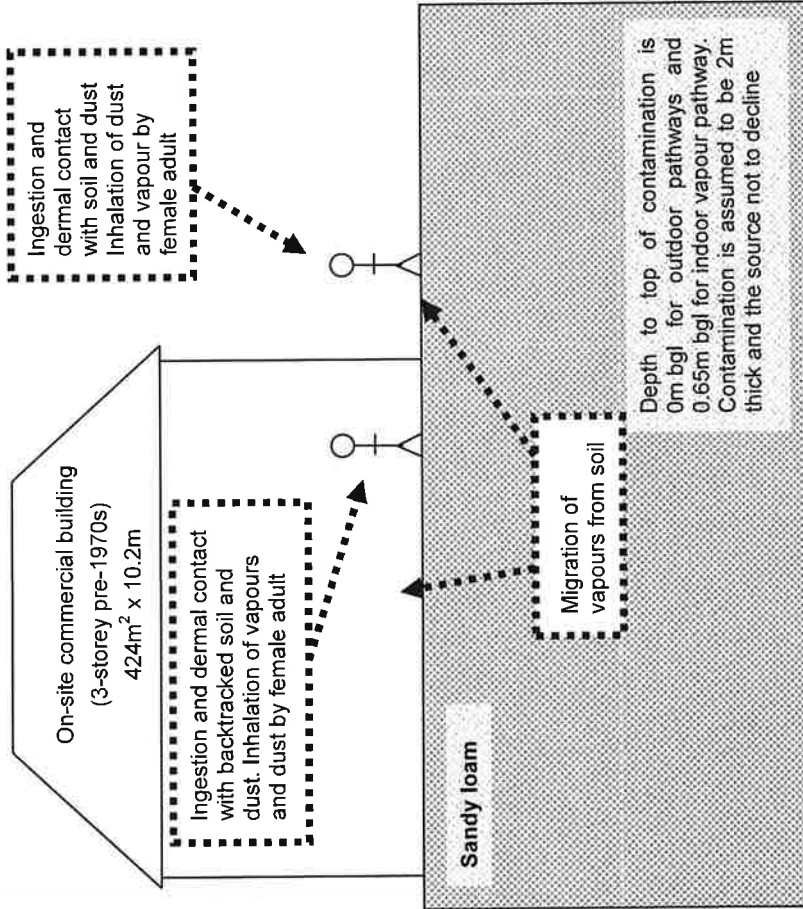 On-site commercial building
(3-storey pre-1970s)
424m² x 10.2m
Ingestion and
dermal contact
with soil and dust
Inhalation of dust
and vapour by
female adult
Ingestion and dermal contact
with backtracked soil and
dust. Inhalation of vapours
and dust by female adult
Sandy loam
Migration of
vapours from soil
Depth to top of contamination is
0m bgl for outdoor pathways and
0.65m bgl for indoor vapour pathway.
Contamination is assumed to be 2m
thick and the source not to decline